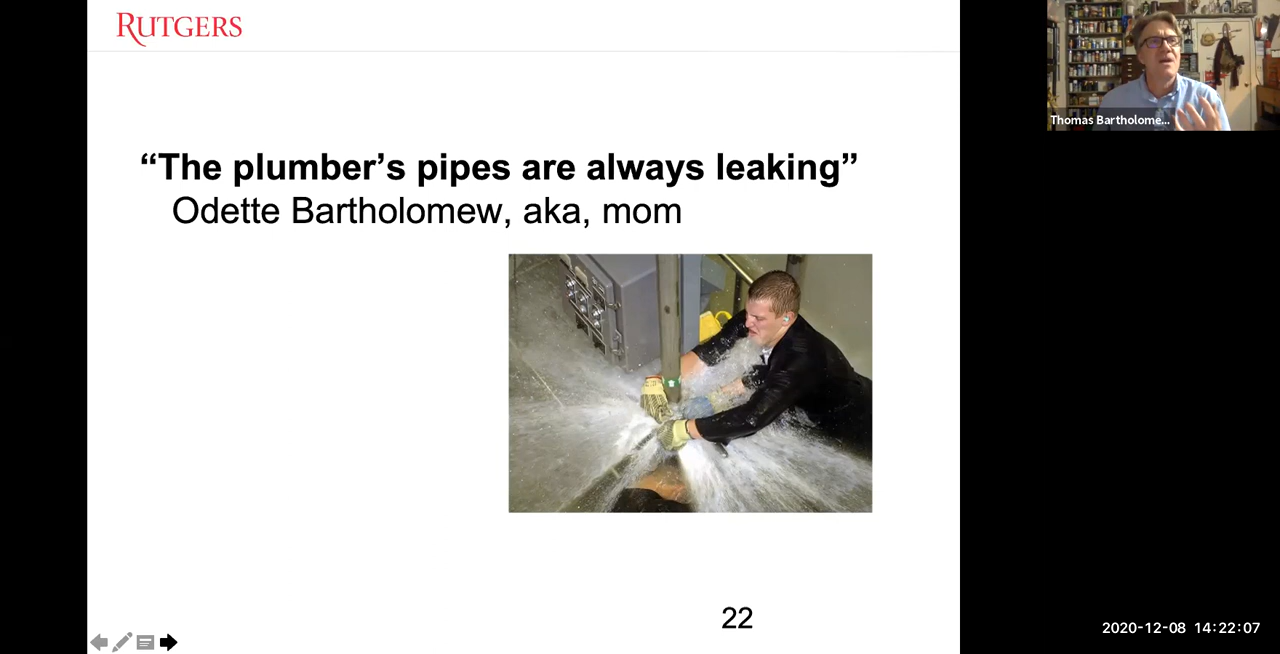 RUTGERS
“The plumber’s pipes are always leaking”
Odette Bartholomew, aka, mom
22
Thomas Bartholome...
2020-12-08 14:22:07